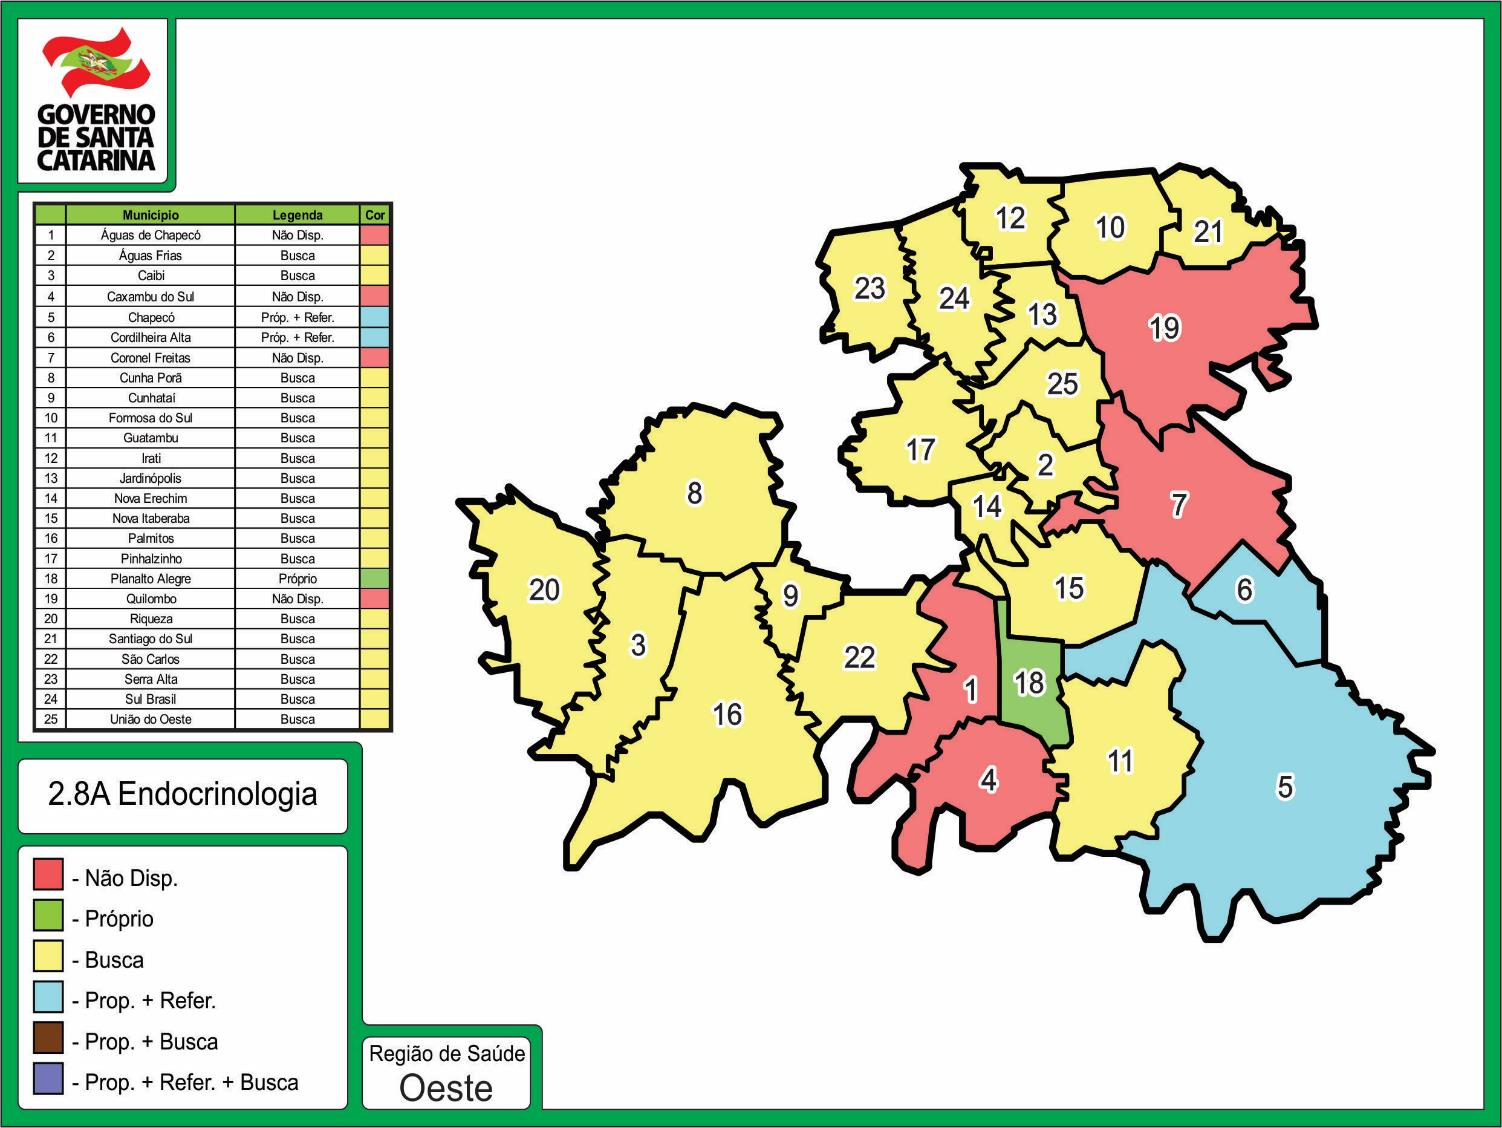 GOVERNO
DE SANTA
CATARINA
Município Legenda Cor
1 Águas de Chapecó Não Disp.
2 Águas Frias Busca
3 Caibi Busca
4 Caxambu do Sul Não Disp.
5 Chapecó Próp. + Refer.
6 Cordilheira Alta Próp. + Refer.
7 Coronel Freitas Não Disp.
8 Cunha Porã Busca
9 Cunhataí Busca
10 Formosa do Sul Busca
11 Guatambu Busca
12 Irati Busca
13 Jardinópolis Busca
14 Nova Erechim Busca
15 Nova Itaberaba Busca
16 Palmitos Busca
17 Pinhalzinho Busca
18 Planalto Alegre Próprio
19 Quilombo Não Disp.
20 Riqueza Busca
21 Santiago do Sul Busca
22 São Carlos Busca
23 Serra Alta Busca
24 Sul Brasil Busca
25 União do Oeste Busca
2.8A Endocrinologia
- Não Disp.
- Próprio
- Busca
- Prop. + Refer.
- Prop. + Busca
- Prop. + Refer. + Busca
Região de Saúde
Oeste
12
10
21
23
24
13
19
25
17
2
8
14
7
20
9
15
6
3
22
1
18
16
11
4
5